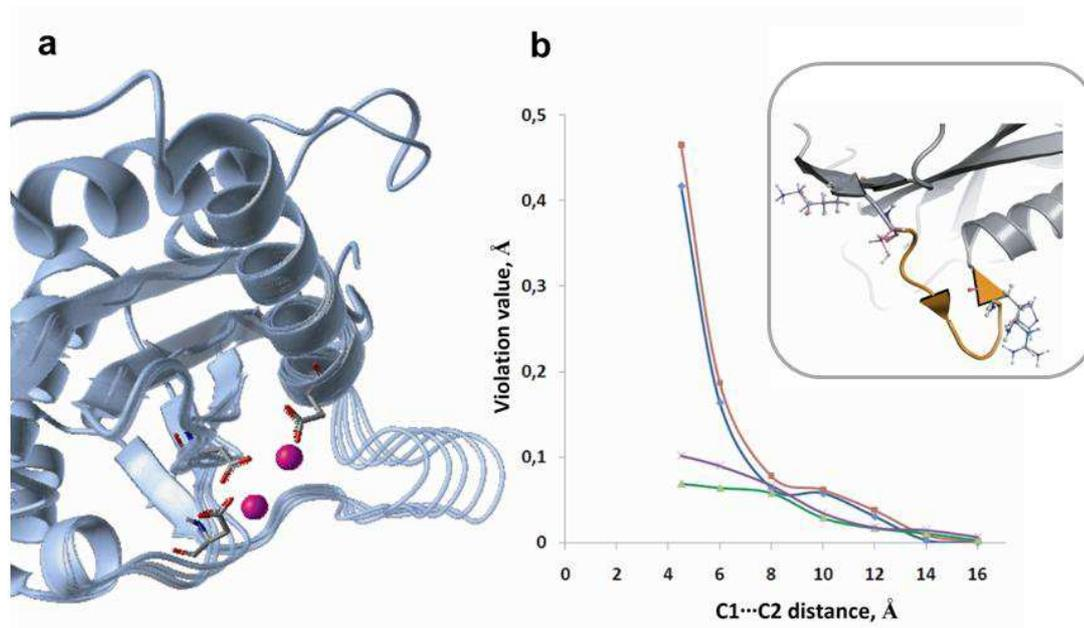 a
b
0,5
0,4
0,3
0,2
0,1
0
Violation value, Å
0 2 4 6 8 10 12 14 16
C1···C2 distance, Å